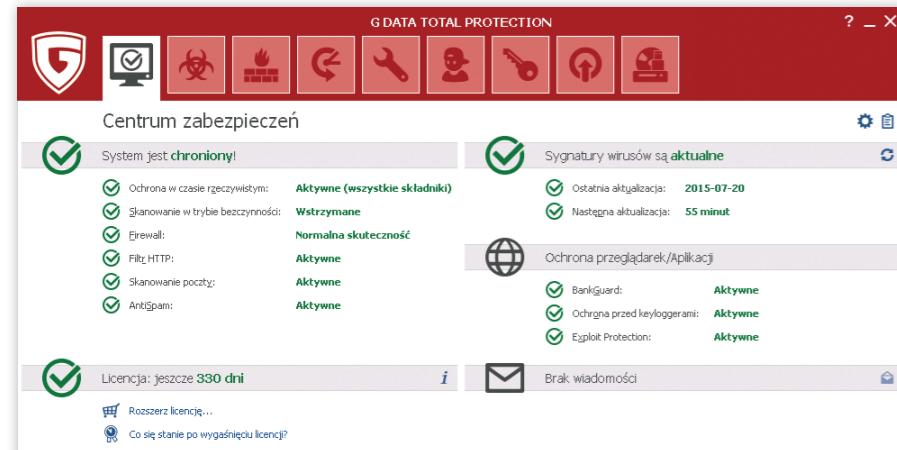 G DATA TOTAL PROTECTION
Centrum zabezpieczeń
System jest chroniony!
Ochrona w czasie rzeczywistym: Aktywne (wszystkie składniki)
Skanowanie w trybie bezczynności: Wstrzymane
Firewall: Normalna skuteczność
Filtr HTTP: Aktywne
Skanowanie poczty: Aktywne
AntiSpam: Aktywne
Licencja: jeszcze 330 dni
Rozszerz licencję...
Co się stanie po wygaśnięciu licencji?
Sygnatury wirusów są aktualne
Ostatnia aktualizacja: 2015-07-20
Następna aktualizacja: 55 minut
Ochrona przeglądarek/Aplikacji
BankGuard: Aktywne
Ochrona przed keyloggerami: Aktywne
Exploit Protection: Aktywne
Brak wiadomości